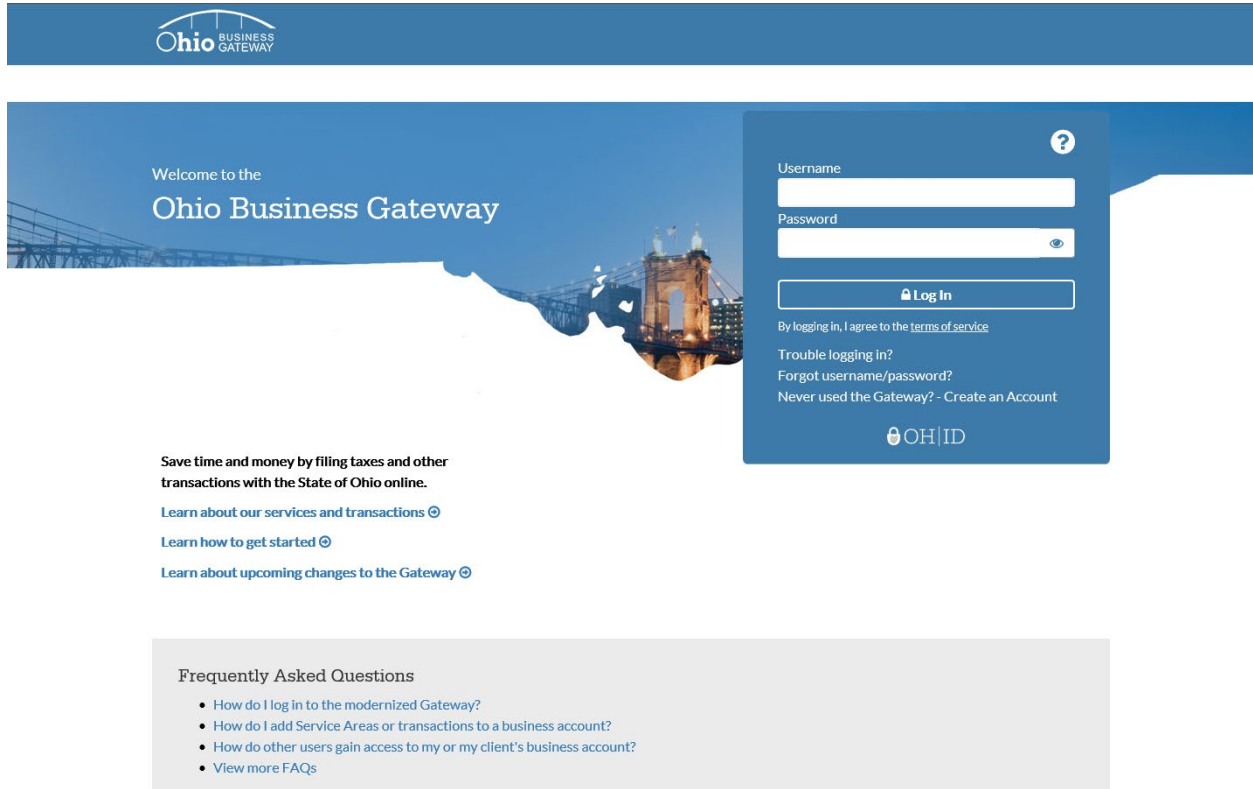 Ohio BUSINESS GATEWAY
Welcome to the
Ohio Business Gateway
Username
Password
Log In
By logging in, I agree to the terms of service
Trouble logging in?
Forgot username/password?
Never used the Gateway? - Create an Account
OH|ID
Save time and money by filing taxes and other
transactions with the State of Ohio online.
Learn about our services and transactions
Learn how to get started
Learn about upcoming changes to the Gateway
Frequently Asked Questions
How do I log in to the modernized Gateway?
How do I add Service Areas or transactions to a business account?
How do other users gain access to my or my client's business account?
View more FAQs